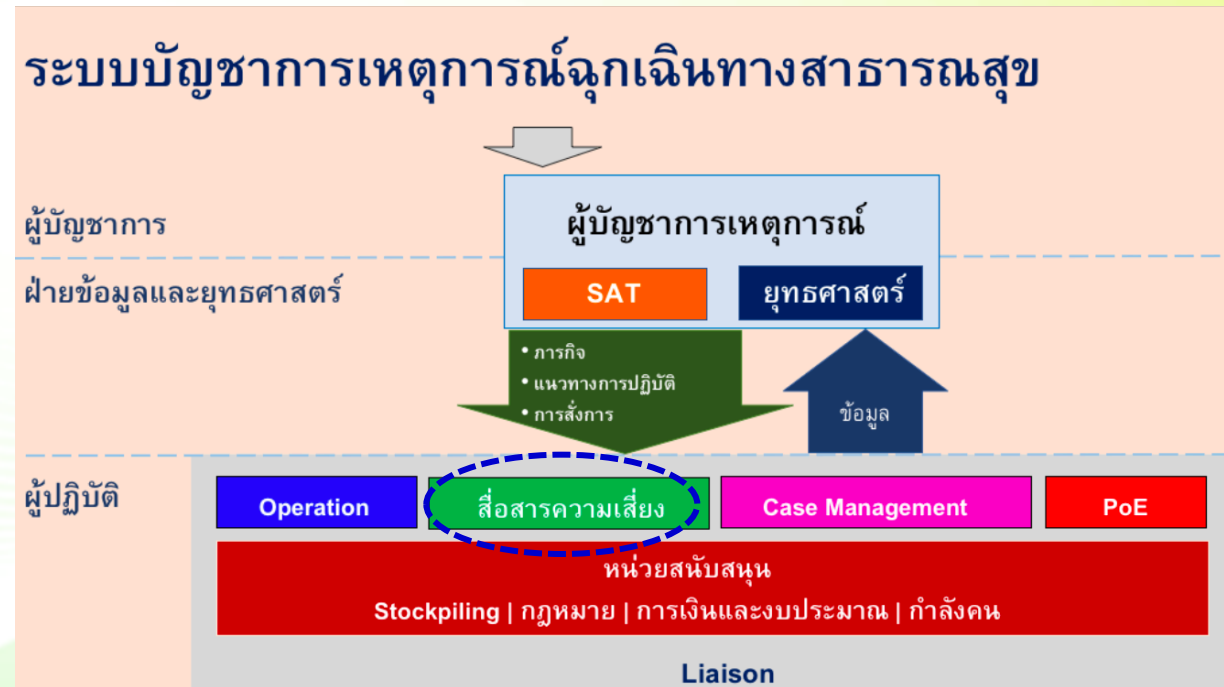 ระบบบัญชาการเหตุการณ์ฉุกเฉินทางสาธารณสุข
ผู้บัญชาการ
ผู้บัญชาการเหตุการณ์
ฝ่ายข้อมูลและยุทธศาสตร์
SAT
ยุทธศาสตร์
• ภารกิจ
• แนวทางการปฏิบัติ
• การสั่งการ
ข้อมูล
ผู้ปฏิบัติ
Operation
สื่อสารความเสี่ยง
Case Management
PoE
หน่วยสนับสนุน
Stockpiling | กฎหมาย | การเงินและงบประมาณ | กำลังคน
Liaison